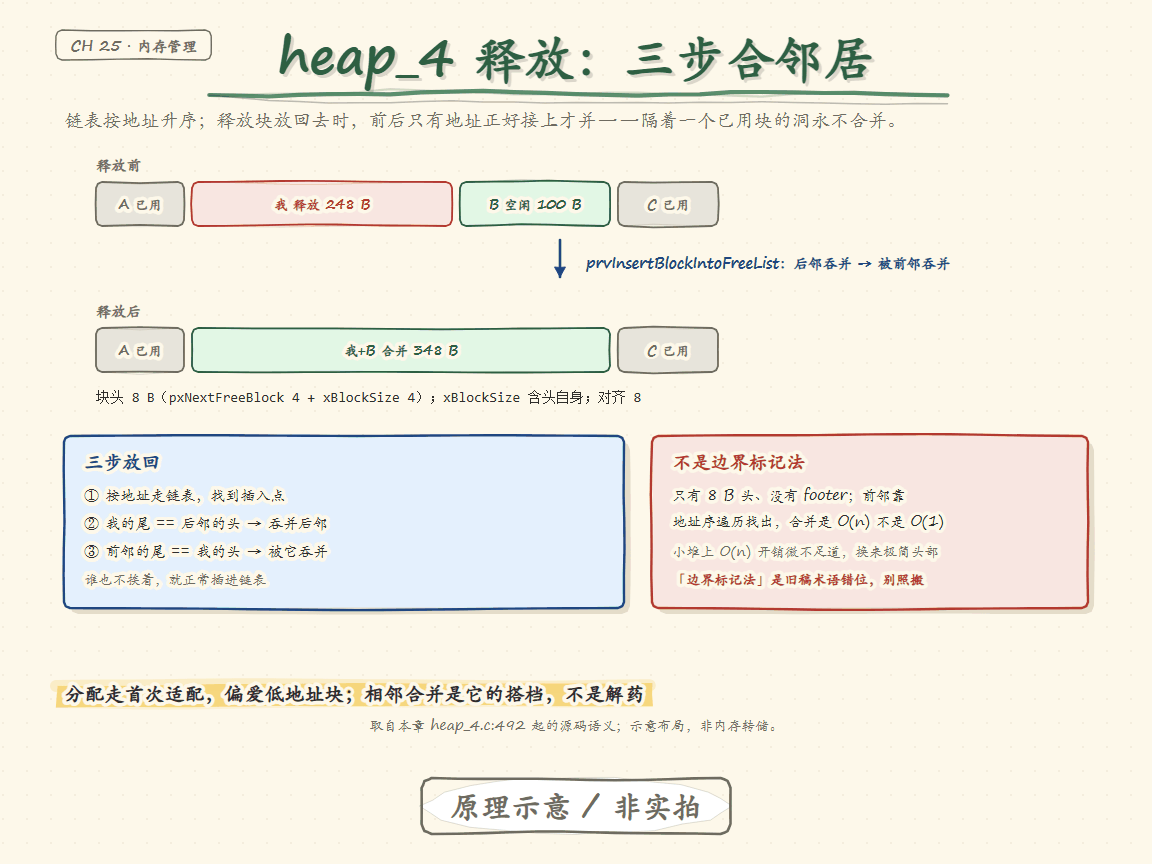 CH 25 · 内存管理
heap_4 释放：三步合邻居
链表按地址升序；释放块放回去时，前后只有地址正好接上才并——隔着一个已用块的洞永不合并。
释放前
A 已用
我 释放 248 B
B 空闲 100 B
C 已用
prvInsertBlockIntoFreeList：后邻吞并 → 被前邻吞并
释放后
A 已用
我+B 合并 348 B
C 已用
块头 8 B（pxNextFreeBlock 4 + xBlockSize 4）；xBlockSize 含头自身；对齐 8
三步放回
① 按地址走链表，找到插入点
② 我的尾 == 后邻的头 → 吞并后邻
③ 前邻的尾 == 我的头 → 被它吞并
谁也不挨着，就正常插进链表
不是边界标记法
只有 8 B 头、没有 footer；前邻靠
地址序遍历找出，合并是 O(n) 不是 O(1)
小堆上 O(n) 开销微不足道，换来极简头部
「边界标记法」是旧稿术语错位，别照搬
分配走首次适配，偏爱低地址块；相邻合并是它的搭档，不是解药
取自本章 heap_4.c:492 起的源码语义；示意布局，非内存转储。
原理示意 / 非实拍